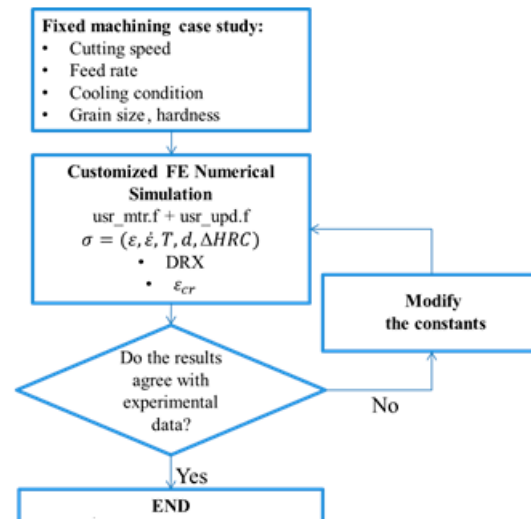 Fixed machining case study:
• Cutting speed
• Feed rate
• Cooling condition
• Grain size, hardness
Customized FE Numerical
Simulation
usr_mtr.f + usr_upd.f
σ = (ε, ε̇, T, d, ΔHRC)
• DRX
• εcr
Modify
the constants
Do the results
agree with
experimental
data?
No
Yes
END